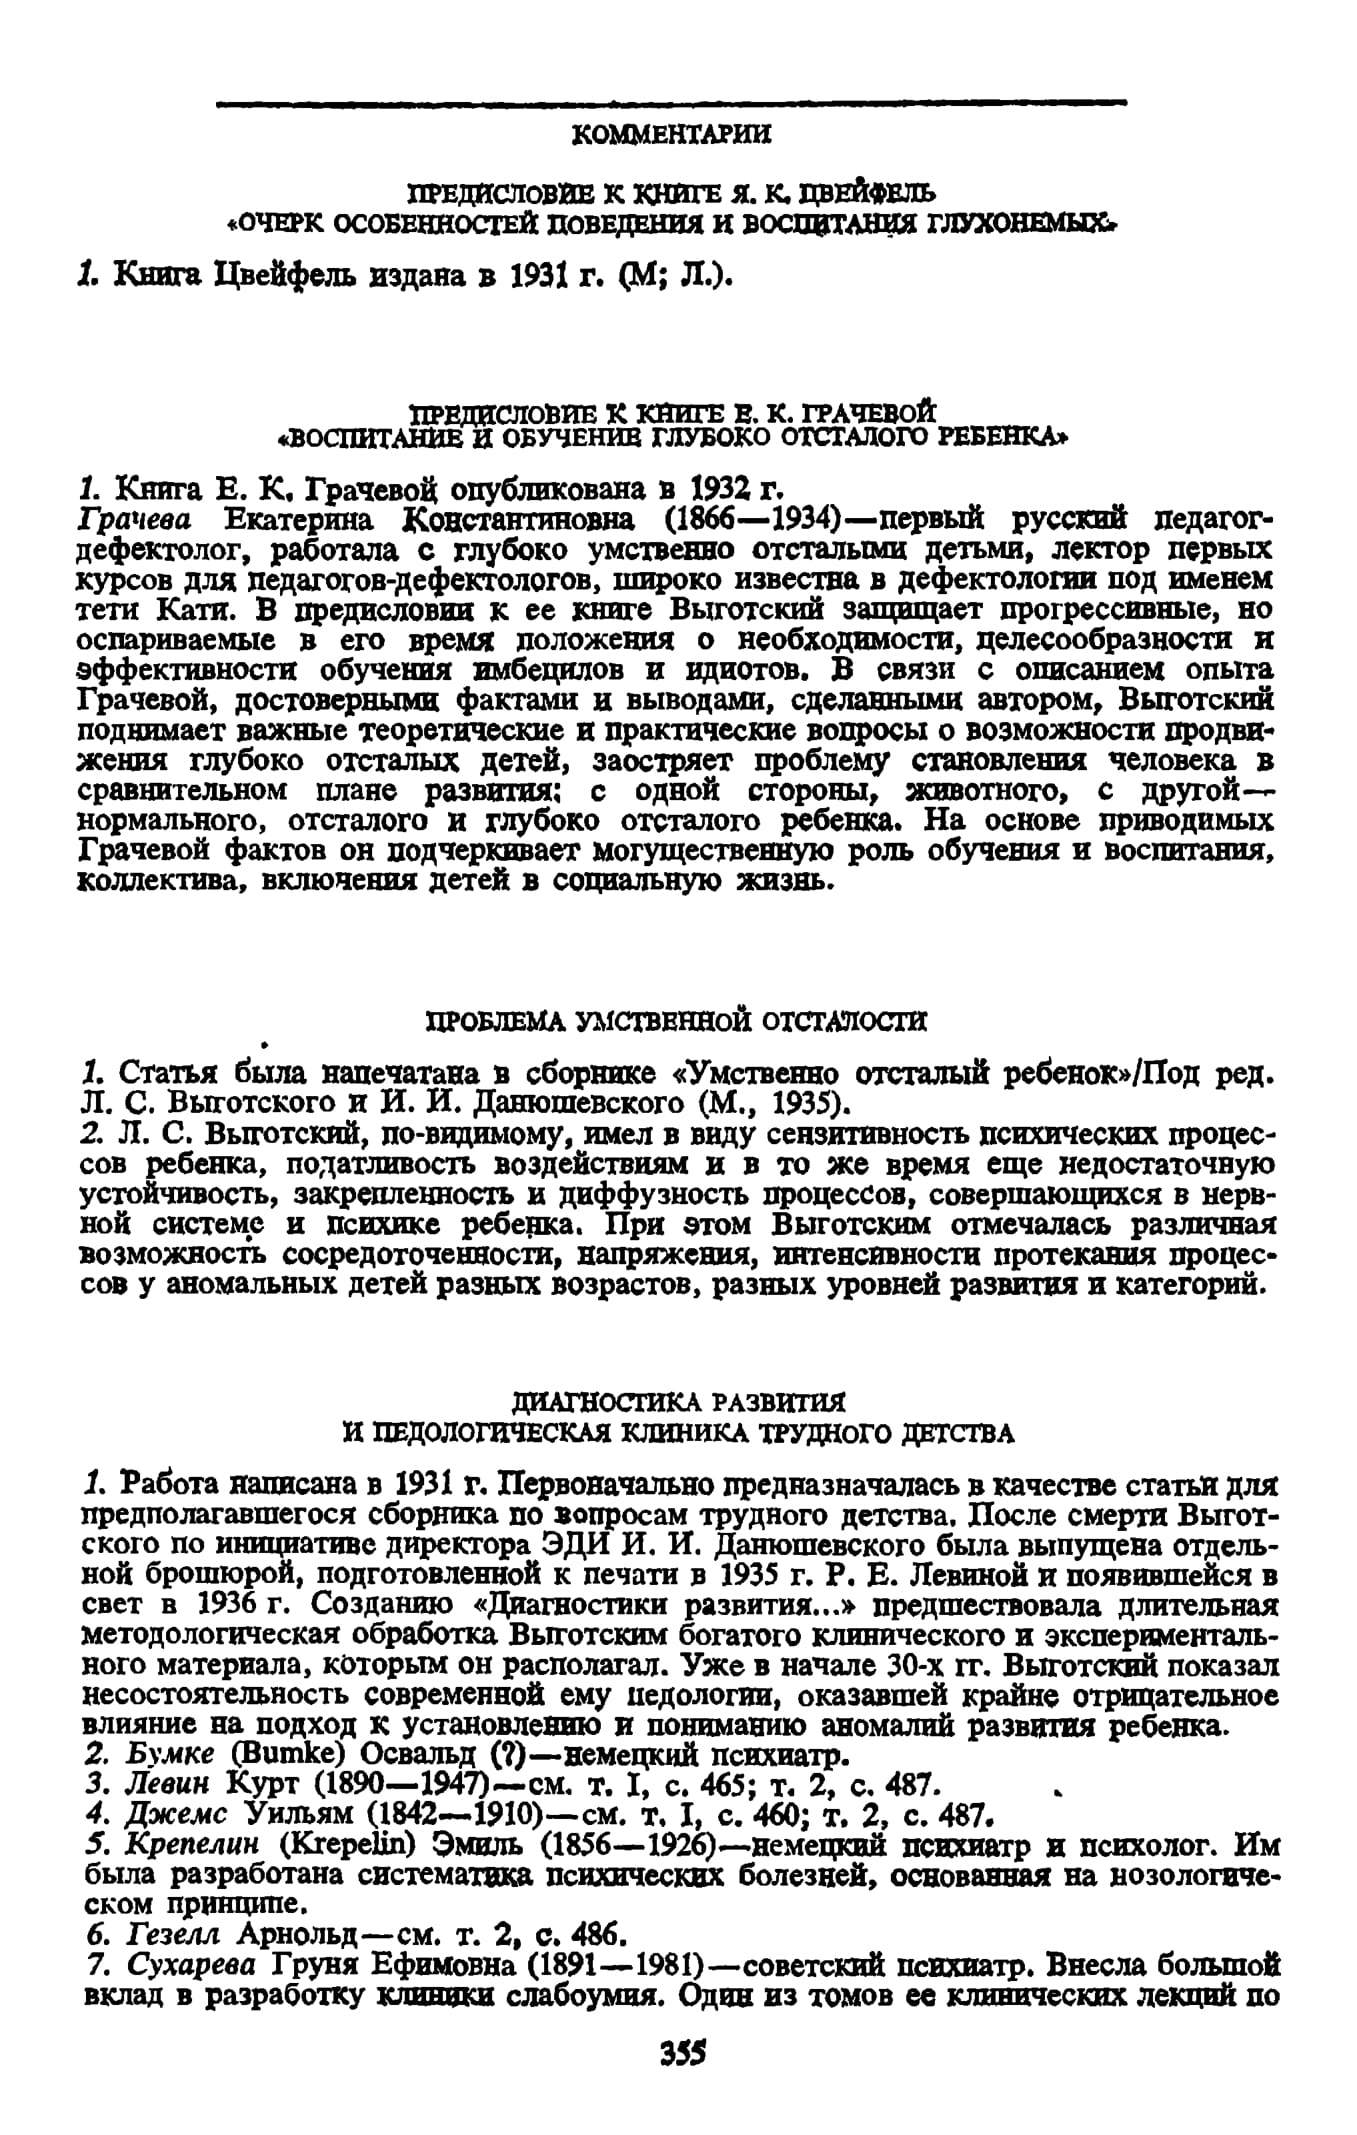 КОММЕНТАРИИ
ПРЕДИСЛОВИЕ К КНИГЕ Я. К. ЦВЕЙФЕЛЬ
«ОЧЕРК ОСОБЕННОСТЕЙ ПОВЕДЕНИЯ И ВОСПИТАНИЯ ГЛУХОНЕМЫХ»
1. Книга Цвейфель издана в 1931 г. (М; Л.).
ПРЕДИСЛОВИЕ К КНИГЕ Е. К. ГРАЧЕВОЙ
«ВОСПИТАНИЕ И ОБУЧЕНИЕ ГЛУБОКО ОТСТАЛОГО РЕБЕНКА»
1. Книга Е. К. Грачевой опубликована в 1932 г.
Грачева Екатерина Константиновна (1866—1934)—первый русский педагог-
дефектолог, работала с глубоко умственно отсталыми детьми, лектор первых
курсов для педагогов-дефектологов, широко известна в дефектологии под именем
тети Кати. В предисловии к ее книге Выготский защищает прогрессивные, но
оспариваемые в его время положения о необходимости, целесообразности и
эффективности обучения имбецилов и идиотов. В связи с описанием опыта
Грачевой, достоверными фактами и выводами, сделанными автором, Выготский
поднимает важные теоретические и практические вопросы о возможности продви-
жения глубоко отсталых детей, заостряет проблему становления человека в
сравнительном плане развития: с одной стороны, животного, с другой—
нормального, отсталого и глубоко отсталого ребенка. На основе приводимых
Грачевой фактов он подчеркивает могущественную роль обучения и воспитания,
коллектива, включения детей в социальную жизнь.
ПРОБЛЕМА УМСТВЕННОЙ ОТСТАЛОСТИ
1. Статья была напечатана в сборнике «Умственно отсталый ребенок»/Под ред.
Л. С. Выготского и И. И. Данюшевского (М., 1935).
2. Л. С. Выготский, по-видимому, имел в виду сензитивность психических процес-
сов ребенка, податливость воздействиям и в то же время еще недостаточную
устойчивость, закрепленность и диффузность процессов, совершающихся в нерв-
ной системе и психике ребенка. При этом Выготским отмечалась различная
возможность сосредоточенности, напряжения, интенсивности протекания процес-
сов у аномальных детей разных возрастов, разных уровней развития и категорий.
ДИАГНОСТИКА РАЗВИТИЯ
И ПЕДОЛОГИЧЕСКАЯ КЛИНИКА ТРУДНОГО ДЕТСТВА
1. Работа написана в 1931 г. Первоначально предназначалась в качестве статьи для
предполагавшегося сборника по вопросам трудного детства. После смерти Выгот-
ского по инициативе директора ЭДИ И. И. Данюшевского была выпущена отдель-
ной брошюрой, подготовленной к печати в 1935 г. Р. Е. Левиной и появившейся в
свет в 1936 г. Созданию «Диагностики развития...» предшествовала длительная
методологическая обработка Выготским богатого клинического и эксперименталь-
ного материала, которым он располагал. Уже в начале 30-х гг. Выготский показал
несостоятельность современной ему педологии, оказавшей крайне отрицательное
влияние на подход к установлению и пониманию аномалий развития ребенка.
2. Бумке (Bumke) Освальд (?)—немецкий психиатр.
3. Левин Курт (1890—1947)—см. т. I, с. 465; т. 2, с. 487.
4. Джемс Уильям (1842—1910)—см. т. I, с. 460; т. 2, с. 487.
5. Крепелин (Krepelin) Эмиль (1856—1926)—немецкий психиатр и психолог. Им
была разработана систематика психических болезней, основанная на нозологиче-
ском принципе.
6. Гезелл Арнольд—см. т. 2, с. 486.
7. Сухарева Груня Ефимовна (1891—1981)—советский психиатр. Внесла большой
вклад в разработку клиники слабоумия. Один из томов ее клинических лекций по
355